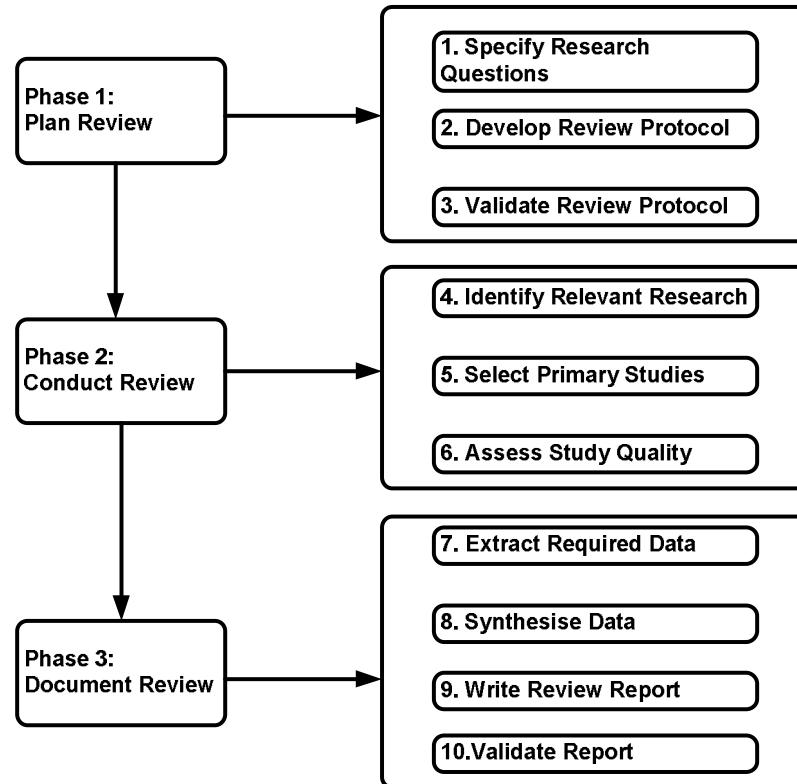 Phase 1:
Plan Review
1. Specify Research
Questions
2. Develop Review Protocol
3. Validate Review Protocol
Phase 2:
Conduct Review
4. Identify Relevant Research
5. Select Primary Studies
6. Assess Study Quality
Phase 3:
Document Review
7. Extract Required Data
8. Synthesise Data
9. Write Review Report
10.Validate Report